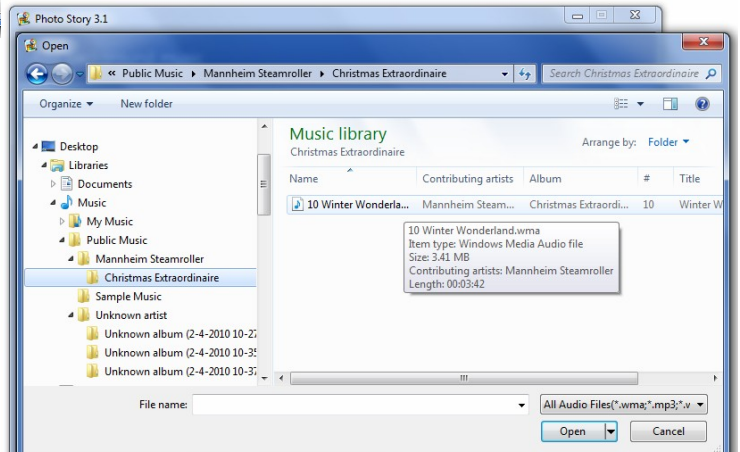 Photo Story 3.1
Open
« Public Music ▸ Mannheim Steamroller ▸ Christmas Extraordinaire
Search Christmas Extraordinaire
Organize New folder
Music library
Christmas Extraordinaire
Arrange by: Folder
Desktop
Libraries
Documents
Music
My Music
Public Music
Mannheim Steamroller
Christmas Extraordinaire
Sample Music
Unknown artist
Unknown album (2-4-2010 10-27
Unknown album (2-4-2010 10-35
Unknown album (2-4-2010 10-37
Name Contributing artists Album # Title
10 Winter Wonderla... Mannheim Steam... Christmas Extraordi... 10 Winter W
10 Winter Wonderland.wma
Item type: Windows Media Audio file
Size: 3.41 MB
Contributing artists: Mannheim Steamroller
Length: 00:03:42
File name:
All Audio Files(*.wma;*.mp3;*.v
Open Cancel